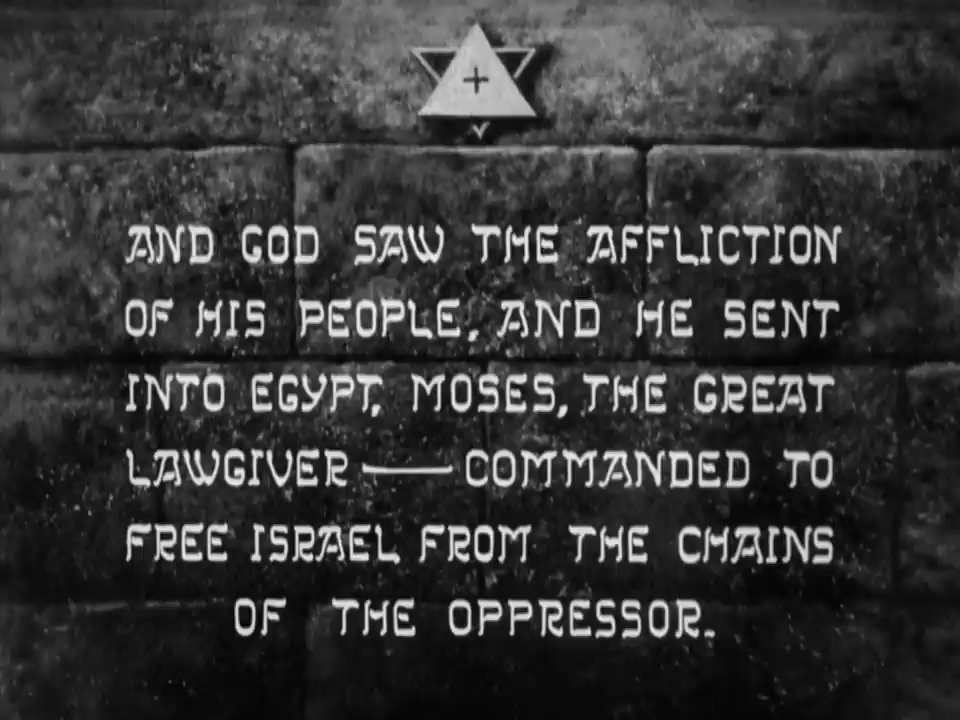 AND GOD SAW THE AFFLICTION
OF HIS PEOPLE, AND HE SENT
INTO EGYPT, MOSES, THE GREAT
LAWGIVER — COMMANDED TO
FREE ISRAEL FROM THE CHAINS
OF THE OPPRESSOR.